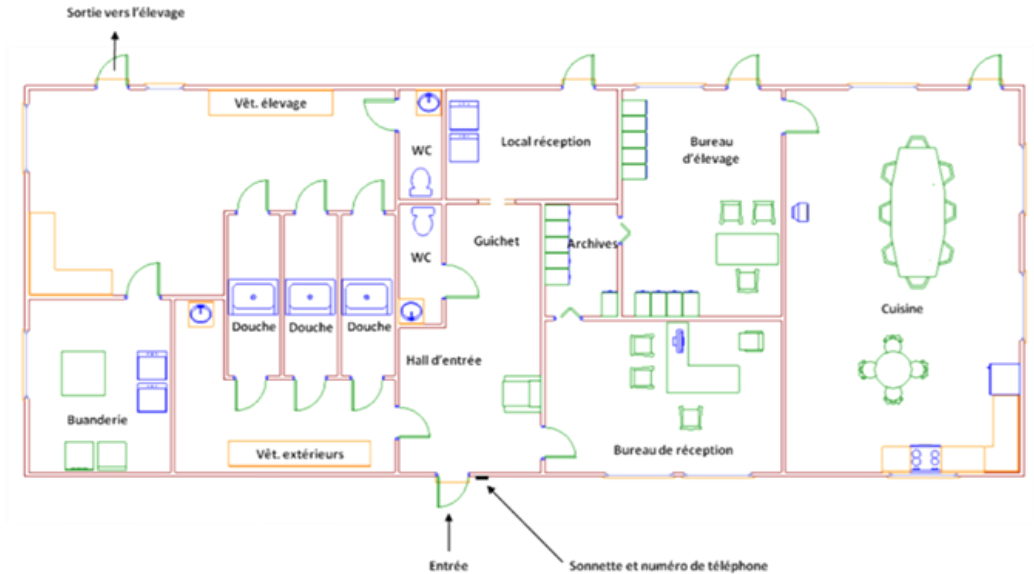 Sortie vers l'élevage
Vêt. élevage
WC
Local réception
Bureau
d'élevage
Guichet
Archives
WC
Cuisine
Douche
Douche
Douche
Hall d'entrée
Buanderie
Vêt. extérieurs
Bureau de réception
Entrée
Sonnette et numéro de téléphone